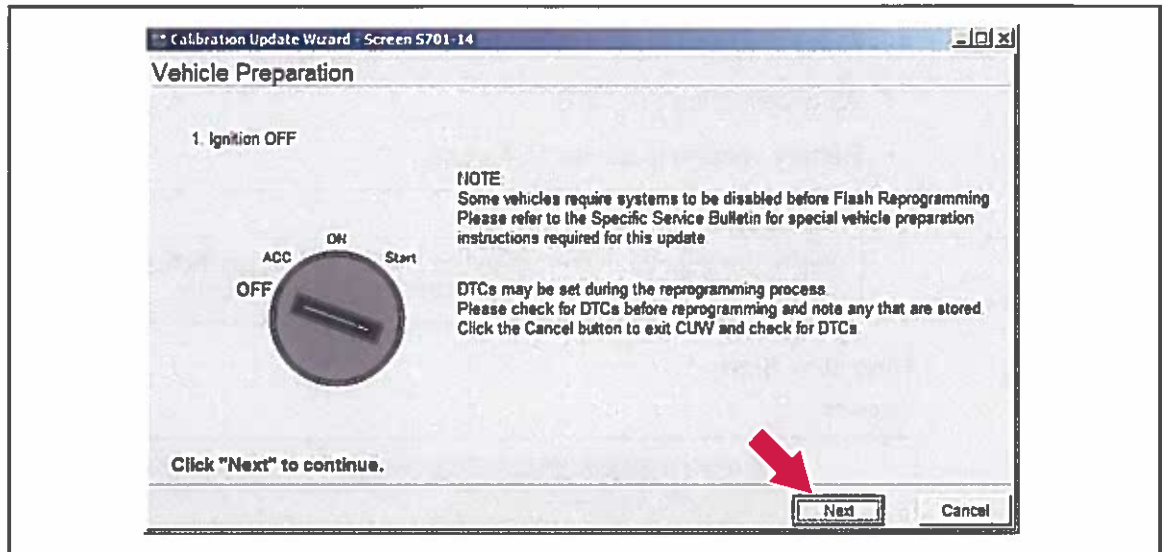 * Calibration Update Wizard - Screen S701-14
Vehicle Preparation
1. Ignition OFF
NOTE
Some vehicles require systems to be disabled before Flash Reprogramming
Please refer to the Specific Service Bulletin for special vehicle preparation
instructions required for this update
ON
ACC
Start
OFF
DTCs may be set during the reprogramming process.
Please check for DTCs before reprogramming and note any that are stored.
Click the Cancel button to exit CUW and check for DTCs
Click "Next" to continue.
Next
Cancel